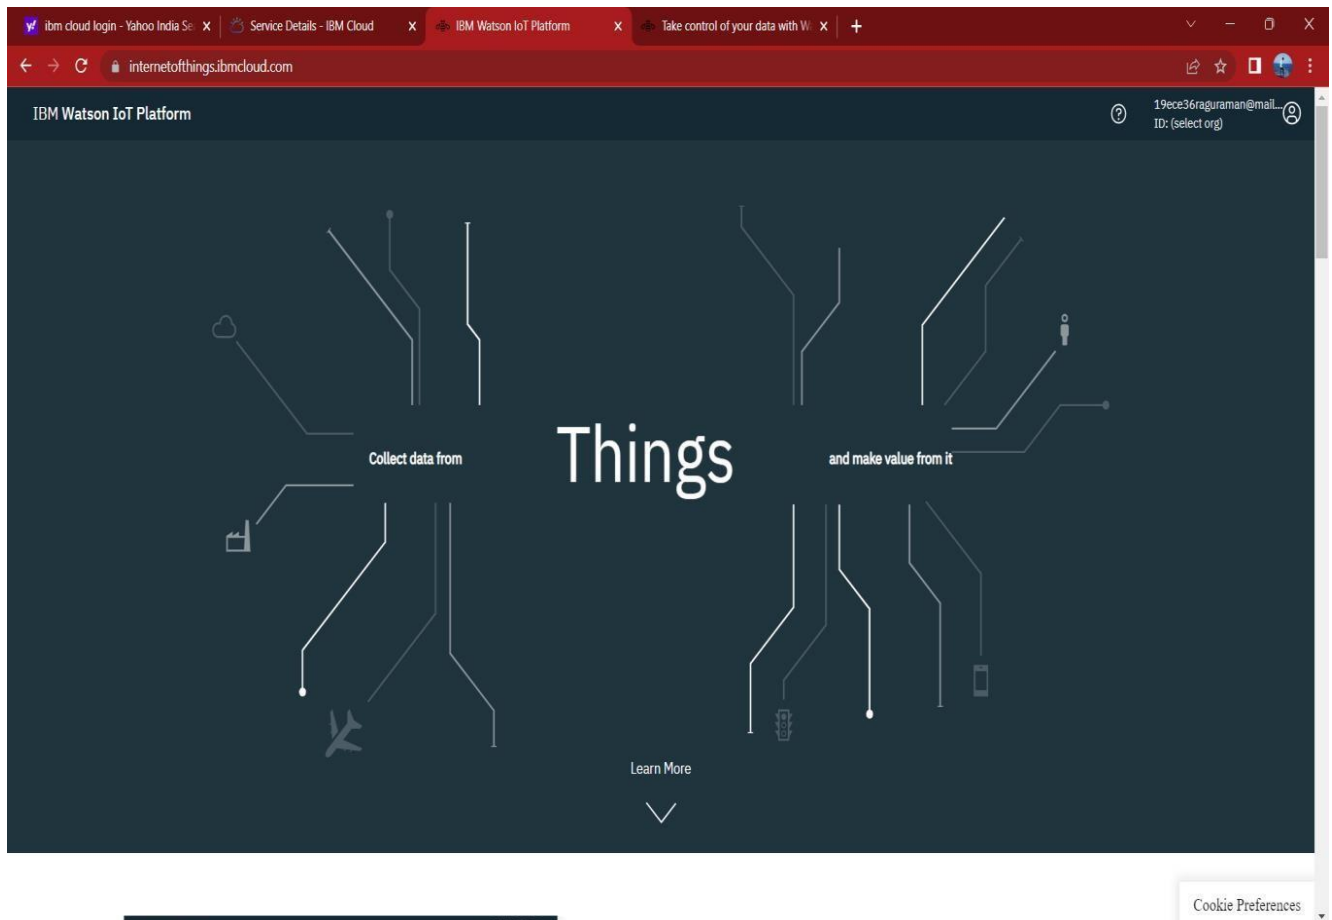 ibm cloud login - Yahoo India Se
Service Details - IBM Cloud
IBM Watson IoT Platform
Take control of your data with W
internetofthings.ibmcloud.com
IBM Watson IoT Platform
19ece36raguraman@mail...
ID: (select org)
Collect data from
Things
and make value from it
Learn More
Cookie Preferences